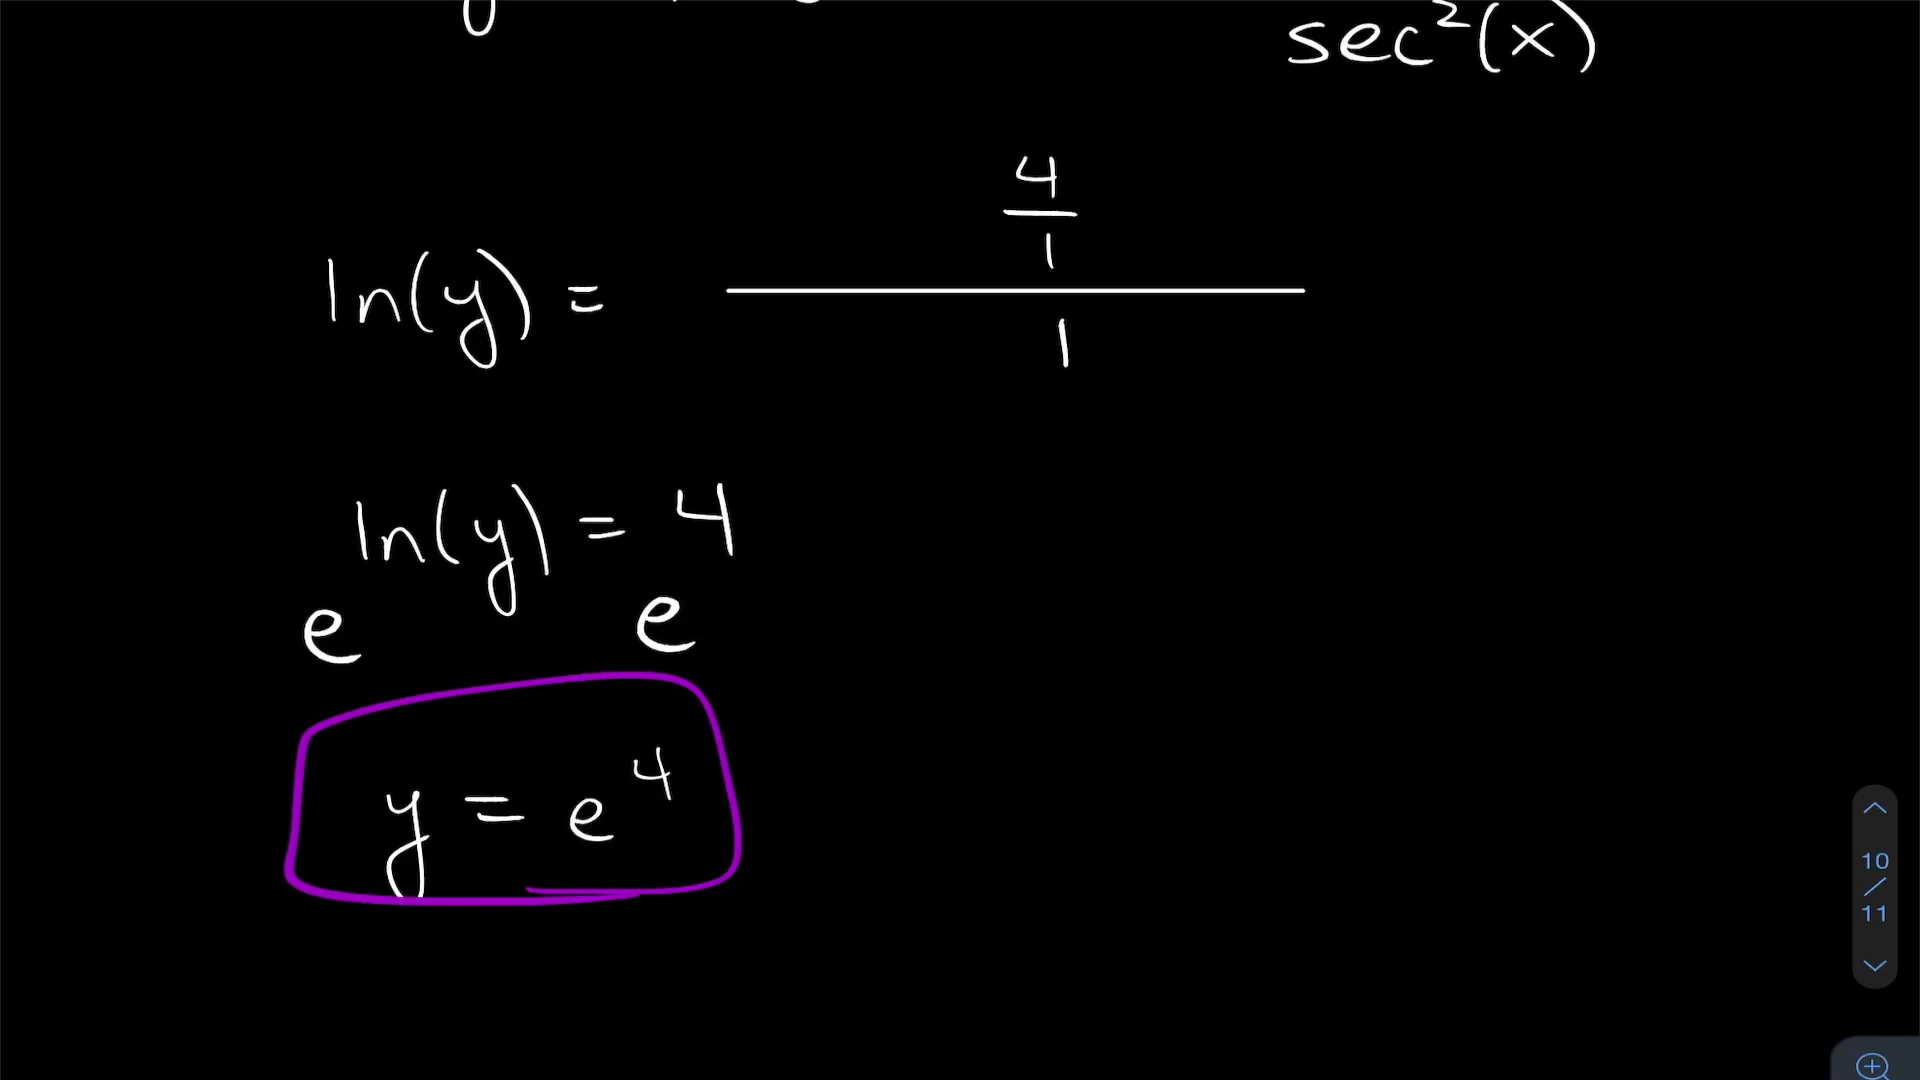 sec²(x)
4
1
ln(y) =
1
ln(y) = 4
e e
y = e⁴
10
/
11